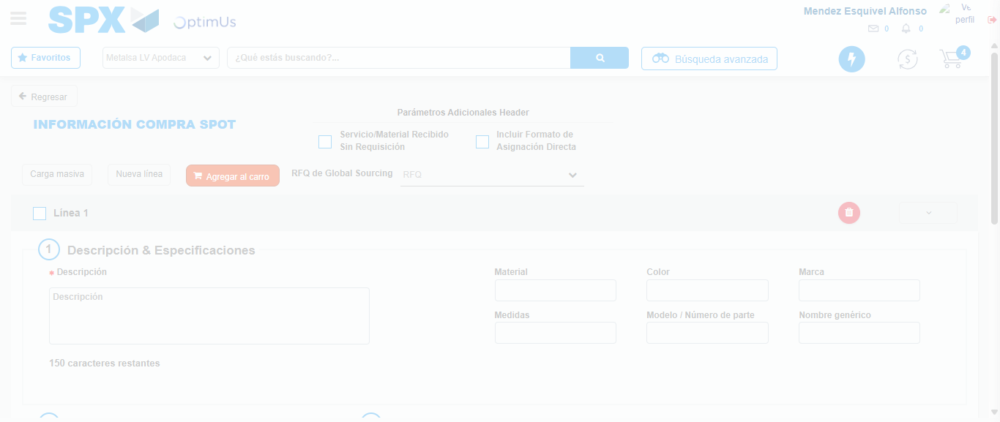 SPX OptimUs
Mendez Esquivel Alfonso
Ve
perfil
0 0
Favoritos
Metalsa LV Apodaca
¿Qué estás buscando?...
Búsqueda avanzada
4
Regresar
INFORMACIÓN COMPRA SPOT
Parámetros Adicionales Header
Servicio/Material Recibido
Sin Requisición
Incluir Formato de
Asignación Directa
Carga masiva
Nueva línea
Agregar al carro
RFQ de Global Sourcing
RFQ
Linea 1
1 Descripción & Especificaciones
* Descripción
Descripción
150 caracteres restantes
Material
Color
Marca
Medidas
Modelo / Número de parte
Nombre genérico